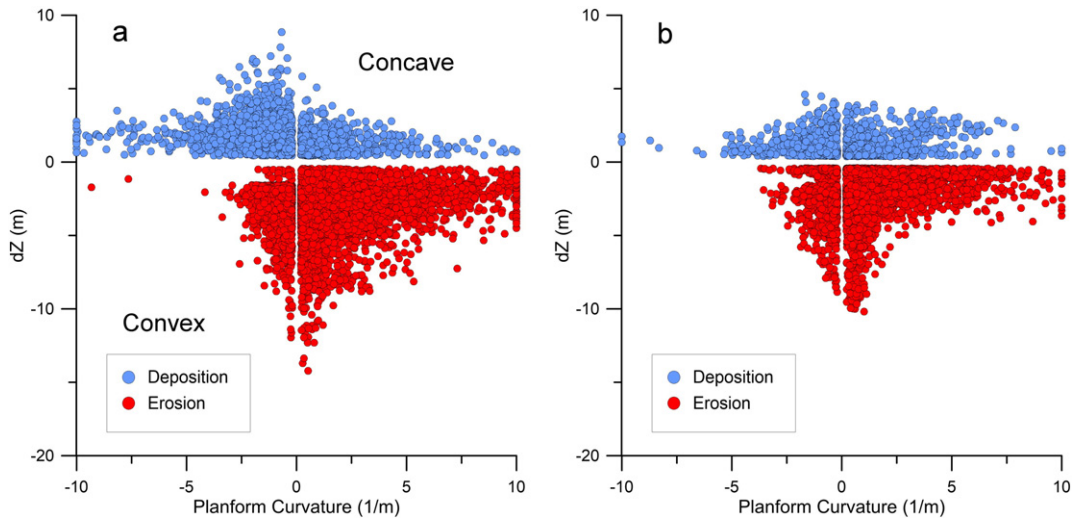 a
b
Concave
Convex
Deposition
Erosion
10
0
-10
-20
dZ (m)
-10
-5
0
5
10
Planform Curvature (1/m)
Deposition
Erosion
10
0
-10
-20
dZ (m)
-10
-5
0
5
10
Planform Curvature (1/m)